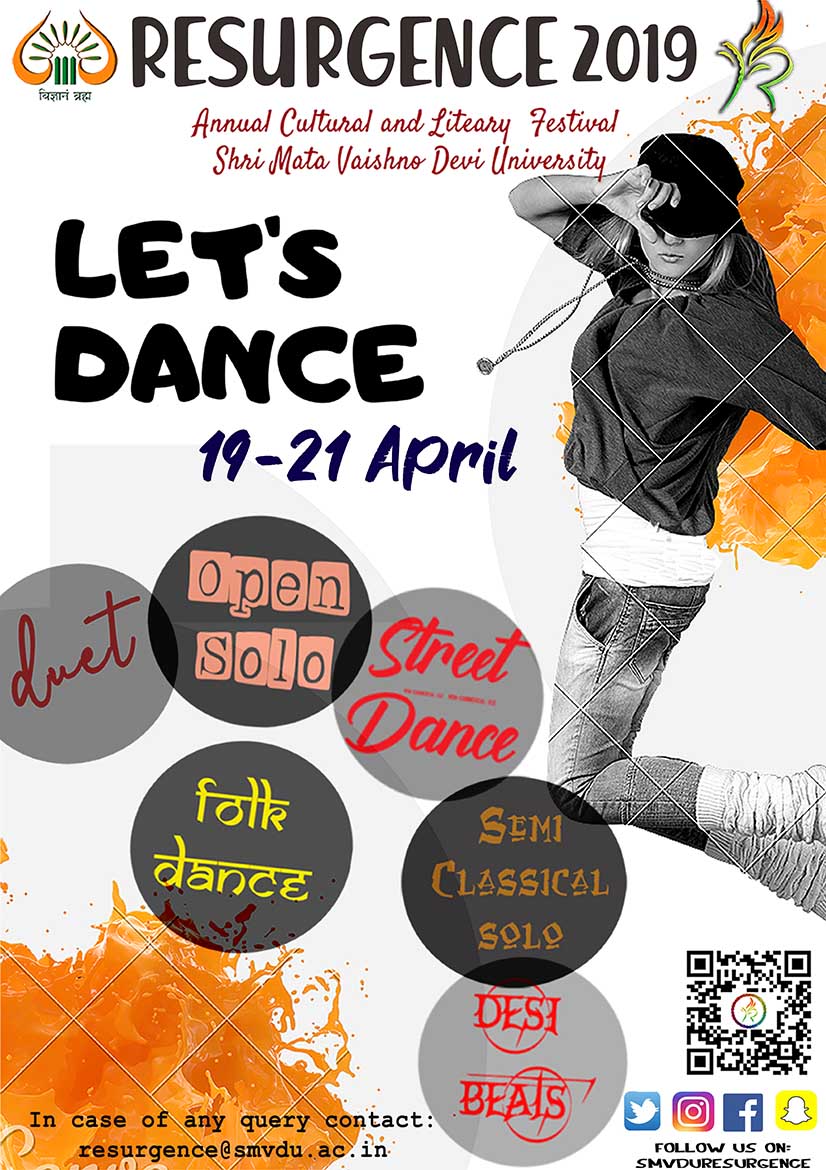 विज्ञानं ब्रह्म
RESURGENCE 2019
Annual Cultural and Liteary Festival
Shri Mata Vaishno Devi University
LET'S
DANCE
19-21 April
duet
Open
Solo
Street
Dance
folk
dance
SEMI
CLASSICAL
SOLO
DESI
BEATS
In case of any query contact:
resurgence@smvdu.ac.in
FOLLOW US ON:
SMVDURESURGENCE